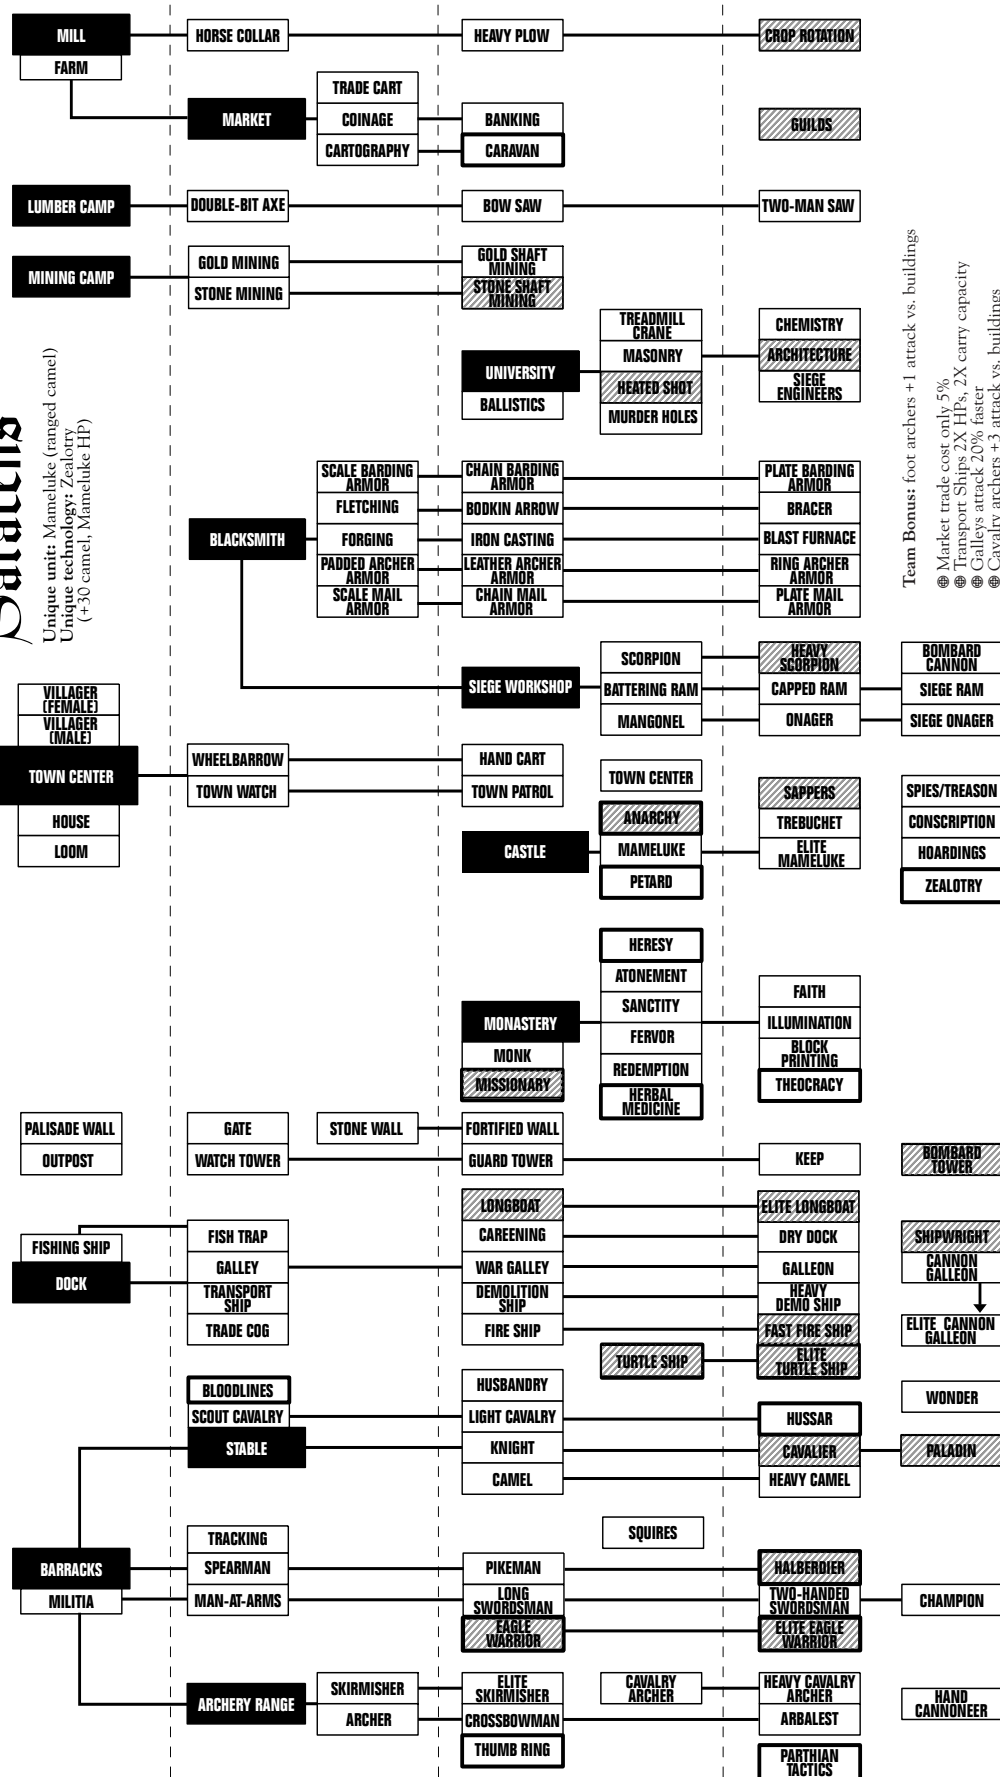 MILL
HORSE COLLAR
HEAVY PLOW
CROP ROTATION
FARM
TRADE CART
MARKET
COINAGE
BANKING
GUILDS
CARTOGRAPHY
CARAVAN
LUMBER CAMP
DOUBLE-BIT AXE
BOW SAW
TWO-MAN SAW
MINING CAMP
GOLD MINING
GOLD SHAFT
MINING
STONE MINING
STONE SHAFT
MINING
UNIVERSITY
BALLISTICS
TREADMILL
CRANE
MASONRY
HEATED SHOT
MURDER HOLES
CHEMISTRY
ARCHITECTURE
SIEGE
ENGINEERS
Unique unit: Mameluke (ranged camel)
Unique technology: Zealotry
(+30 camel, Mameluke HP)
Team Bonus: foot archers +1 attack vs. buildings
Market trade cost only 5%
Transport Ships 2X HPs, 2X carry capacity
Galleys attack 20% faster
Cavalry archers +3 attack vs. buildings
BLACKSMITH
SCALE BARDING
ARMOR
CHAIN BARDING
ARMOR
PLATE BARDING
ARMOR
FLETCHING
BODKIN ARROW
BRACER
FORGING
IRON CASTING
BLAST FURNACE
PADDED ARCHER
ARMOR
LEATHER ARCHER
ARMOR
RING ARCHER
ARMOR
SCALE MAIL
ARMOR
CHAIN MAIL
ARMOR
PLATE MAIL
ARMOR
SIEGE WORKSHOP
SCORPION
HEAVY
SCORPION
BOMBARD
CANNON
BATTERING RAM
CAPPED RAM
SIEGE RAM
MANGONEL
ONAGER
SIEGE ONAGER
VILLAGER
(FEMALE)
VILLAGER
(MALE)
TOWN CENTER
HOUSE
LOOM
WHEELBARROW
HAND CART
TOWN WATCH
TOWN PATROL
TOWN CENTER
CASTLE
ANARCHY
MAMELUKE
PETARD
SAPPERS
TREBUCHET
ELITE
MAMELUKE
SPIES/TREASON
CONSCRIPTION
HOARDINGS
ZEALOTRY
MONASTERY
MONK
MISSIONARY
HERESY
ATONEMENT
SANCTITY
FERVOR
REDEMPTION
HERBAL
MEDICINE
FAITH
ILLUMINATION
BLOCK
PRINTING
THEOCRACY
PALISADE WALL
GATE
STONE WALL
FORTIFIED WALL
OUTPOST
WATCH TOWER
GUARD TOWER
KEEP
BOMBARD
TOWER
LONGBOAT
ELITE LONGBOAT
FISHING SHIP
DOCK
FISH TRAP
CAREENING
DRY DOCK
SHIPWRIGHT
GALLEY
WAR GALLEY
GALLEON
CANNON
GALLEON
TRANSPORT
SHIP
DEMOLITION
SHIP
HEAVY
DEMO SHIP
TRADE COG
FIRE SHIP
FAST FIRE SHIP
ELITE CANNON
GALLEON
TURTLE SHIP
ELITE
TURTLE SHIP
BLOODLINES
HUSBANDRY
WONDER
SCOUT CAVALRY
LIGHT CAVALRY
HUSSAR
STABLE
KNIGHT
CAVALIER
PALADIN
CAMEL
HEAVY CAMEL
TRACKING
SQUIRES
BARRACKS
SPEARMAN
PIKEMAN
HALBERDIER
MILITIA
MAN-AT-ARMS
LONG
SWORDSMAN
TWO-HANDED
SWORDSMAN
CHAMPION
EAGLE
WARRIOR
ELITE EAGLE
WARRIOR
ARCHERY RANGE
SKIRMISHER
ELITE
SKIRMISHER
CAVALRY
ARCHER
HEAVY CAVALRY
ARCHER
HAND
CANNONEER
ARCHER
CROSSBOWMAN
ARBALEST
THUMB RING
PARTHIAN
TACTICS